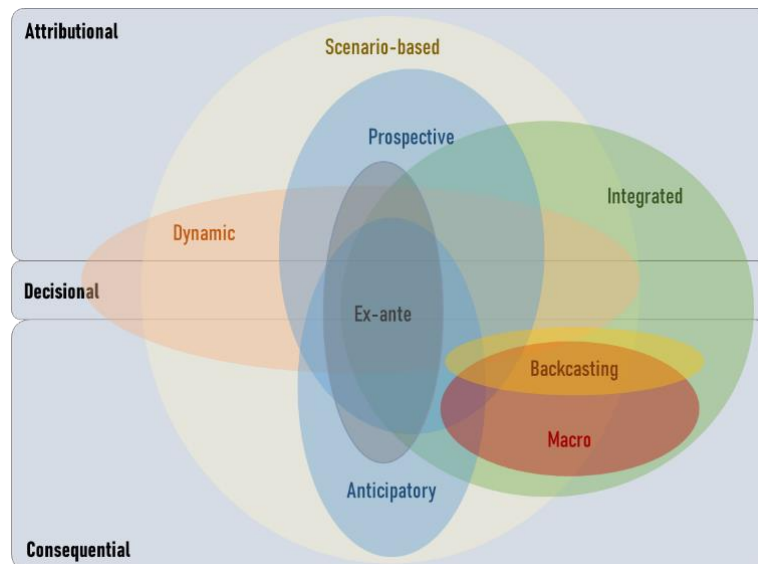 Attributional
Scenario-based
Prospective
Integrated
Dynamic
Decisional
Ex-ante
Backcasting
Macro
Anticipatory
Consequential